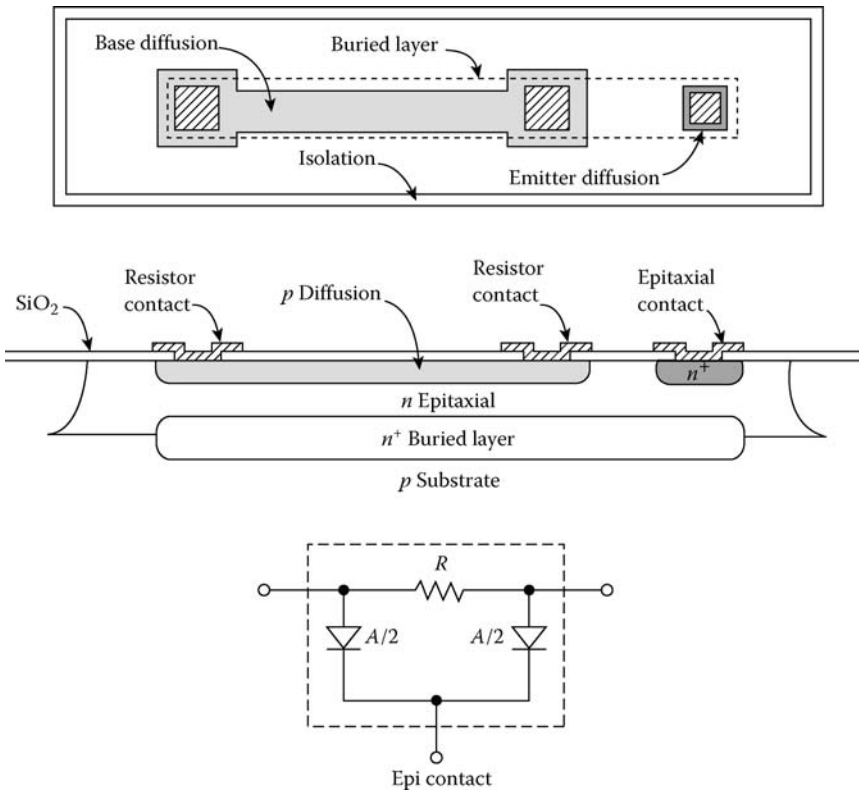 Base diffusion
Buried layer
Isolation
Emitter diffusion
Resistor
contact
p Diffusion
Resistor
contact
Epitaxial
contact
SiO₂
n⁺
n Epitaxial
n⁺ Buried layer
p Substrate
R
A/2
A/2
Epi contact